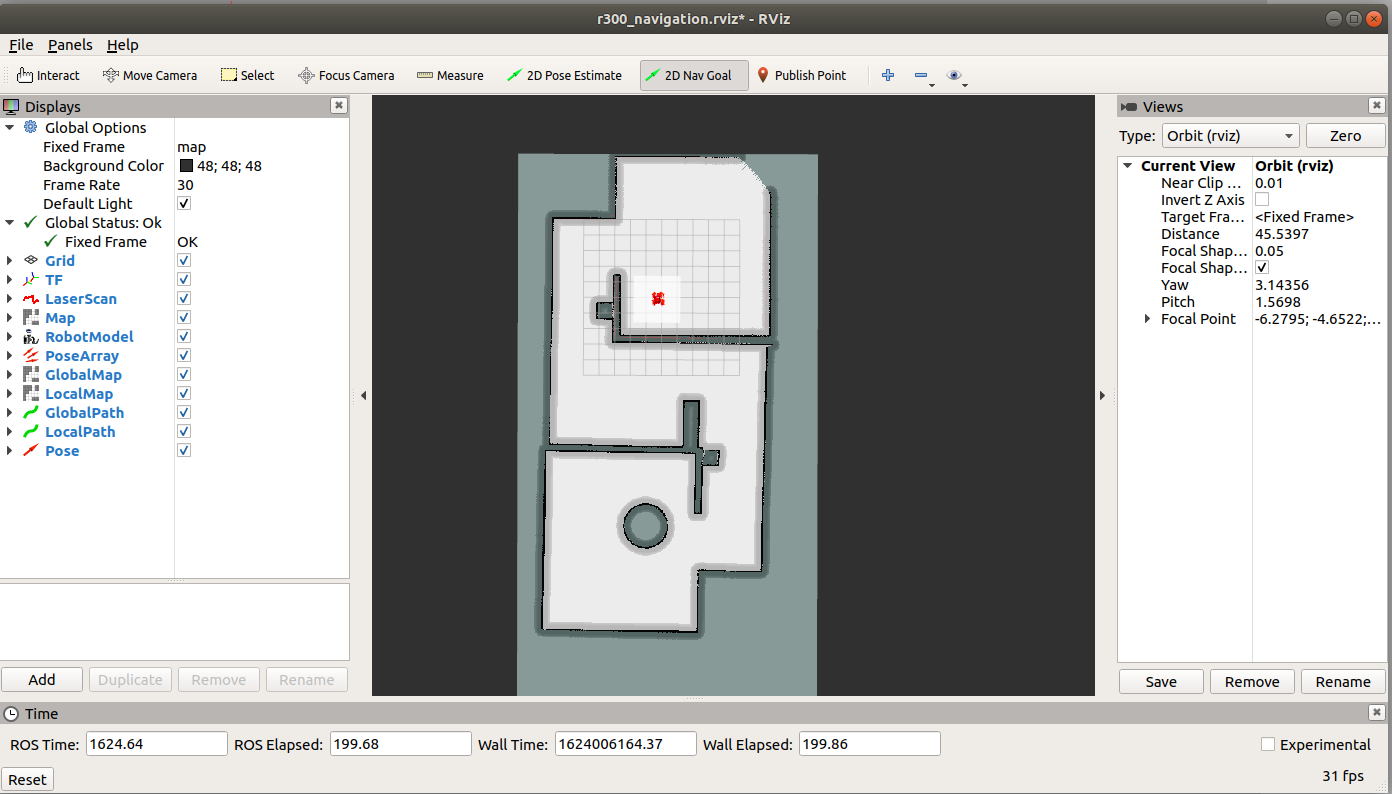 r300_navigation.rviz* - RViz
File Panels Help
Interact Move Camera Select Focus Camera Measure 2D Pose Estimate 2D Nav Goal Publish Point
Displays
Global Options
Fixed Frame map
Background Color 48; 48; 48
Frame Rate 30
Default Light
Global Status: Ok
Fixed Frame OK
Grid
TF
LaserScan
Map
RobotModel
PoseArray
GlobalMap
LocalMap
GlobalPath
LocalPath
Pose
Add Duplicate Remove Rename
Views
Type: Orbit (rviz) Zero
Current View Orbit (rviz)
Near Clip ... 0.01
Invert Z Axis
Target Fra... <Fixed Frame>
Distance 45.5397
Focal Shap... 0.05
Focal Shap...
Yaw 3.14356
Pitch 1.5698
Focal Point -6.2795; -4.6522;...
Save Remove Rename
Time
ROS Time: 1624.64 ROS Elapsed: 199.68 Wall Time: 1624006164.37 Wall Elapsed: 199.86 Experimental
Reset 31 fps